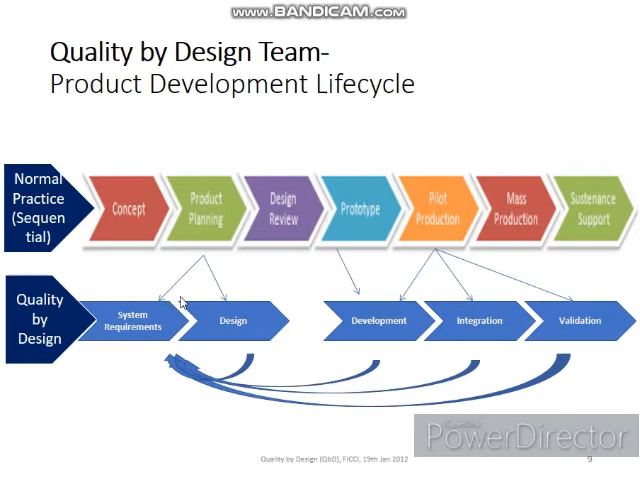 www.BANDICAM.com
Quality by Design Team-
Product Development Lifecycle
Normal
Practice
(Sequen
tial)
Concept
Product
Planning
Design
Review
Prototype
Pilot
Production
Mass
Production
Sustenance
Support
Quality
by
Design
System
Requirements
Design
Development
Integration
Validation
PowerDirector
Quality by Design (QbD), FICCI, 19th Jan 2012
9